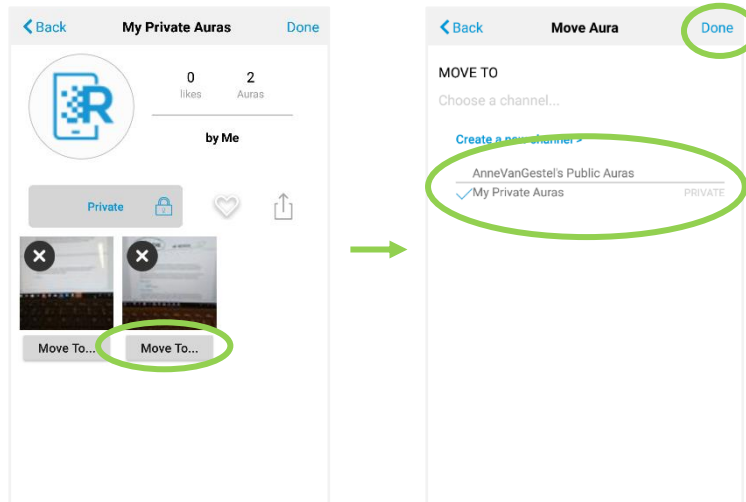 Back My Private Auras Done
R
0 2
likes Auras
by Me
Private
Move To... Move To...
Back Move Aura Done
MOVE TO
Choose a channel...
Create a new channel >
AnneVanGestel's Public Auras
My Private Auras PRIVATE